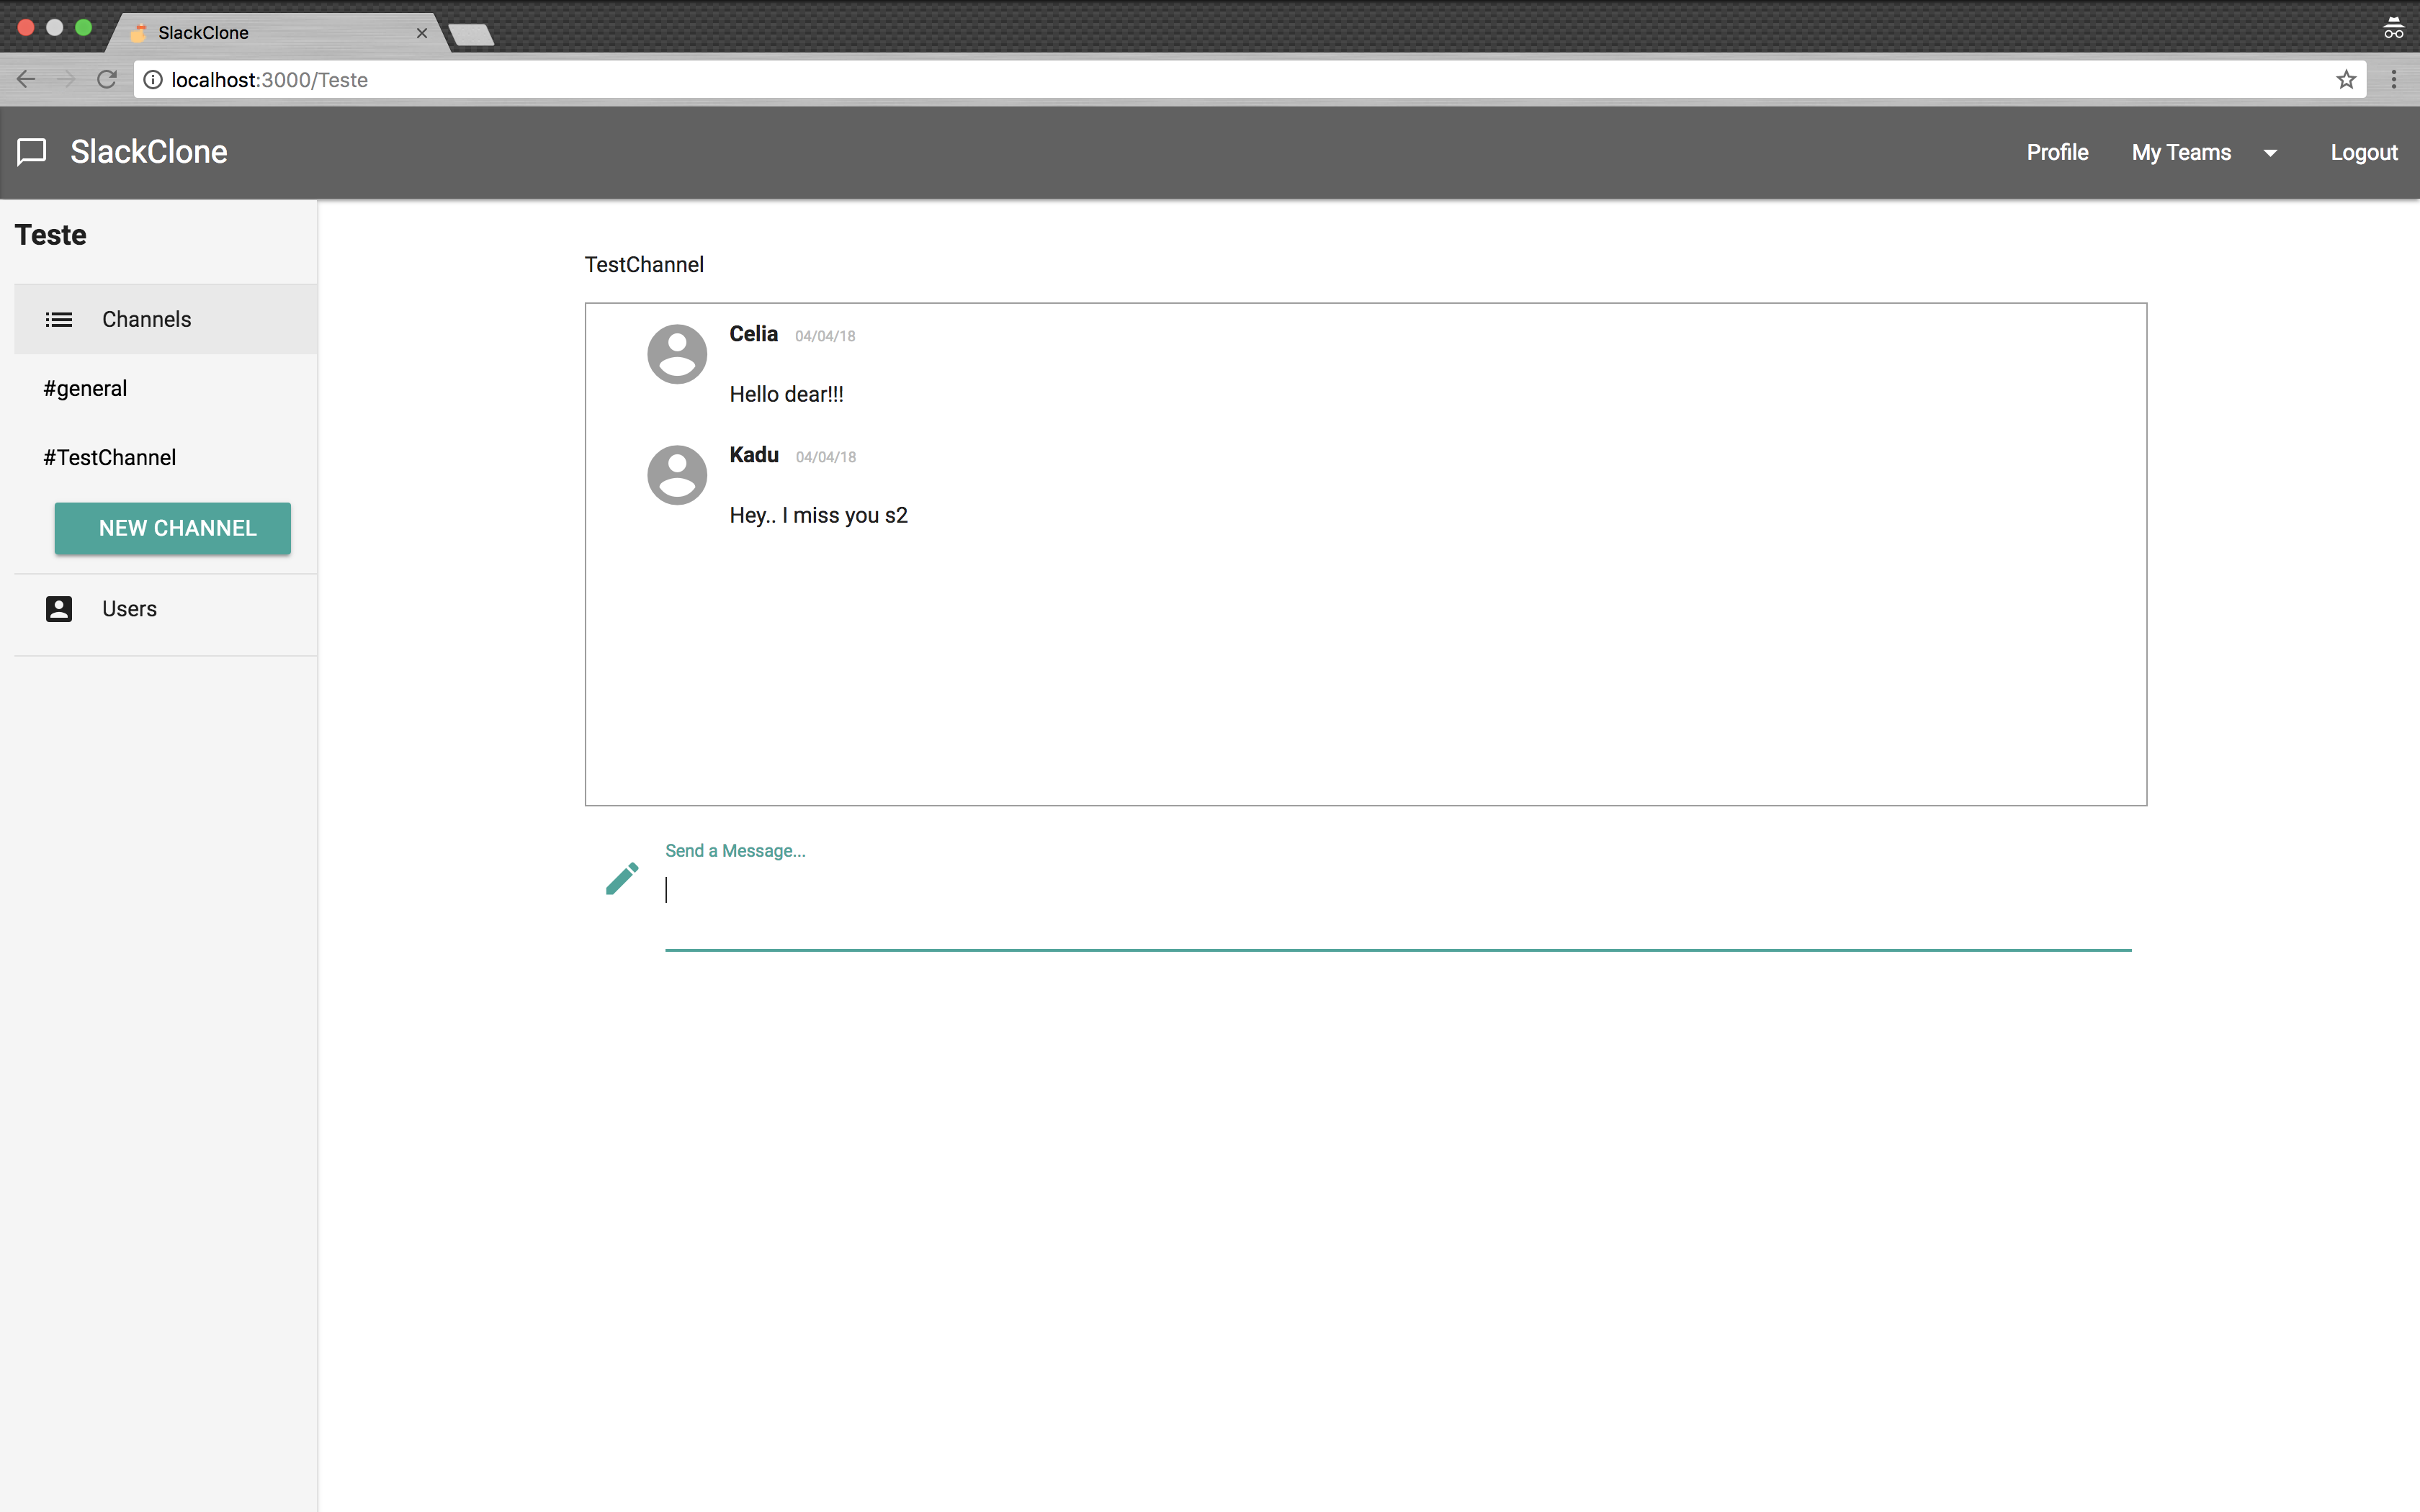 SlackClone
localhost:3000/Teste
SlackClone
Profile
My Teams
Logout
Teste
Channels
#general
#TestChannel
NEW CHANNEL
Users
TestChannel
Celia 04/04/18
Hello dear!!!
Kadu 04/04/18
Hey.. I miss you s2
Send a Message...